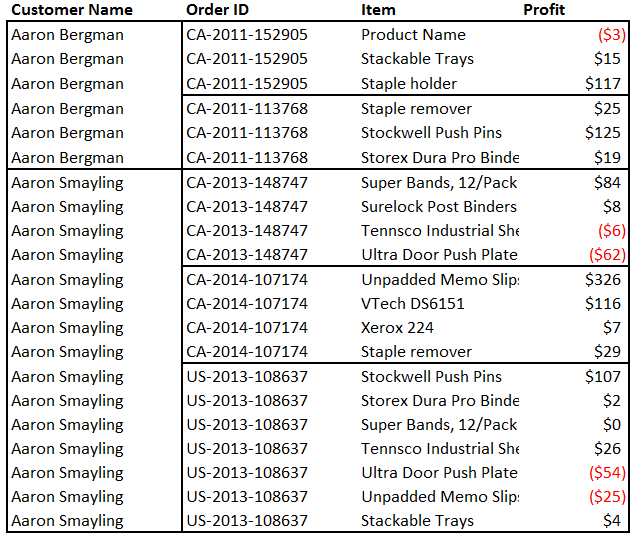 Customer Name Order ID Item Profit
Aaron Bergman CA-2011-152905 Product Name ($3)
Aaron Bergman CA-2011-152905 Stackable Trays $15
Aaron Bergman CA-2011-152905 Staple holder $117
Aaron Bergman CA-2011-113768 Staple remover $25
Aaron Bergman CA-2011-113768 Stockwell Push Pins $125
Aaron Bergman CA-2011-113768 Storex Dura Pro Binde $19
Aaron Smayling CA-2013-148747 Super Bands, 12/Pack $84
Aaron Smayling CA-2013-148747 Surelock Post Binders $8
Aaron Smayling CA-2013-148747 Tennsco Industrial She ($6)
Aaron Smayling CA-2013-148747 Ultra Door Push Plate ($62)
Aaron Smayling CA-2014-107174 Unpadded Memo Slips $326
Aaron Smayling CA-2014-107174 VTech DS6151 $116
Aaron Smayling CA-2014-107174 Xerox 224 $7
Aaron Smayling CA-2014-107174 Staple remover $29
Aaron Smayling US-2013-108637 Stockwell Push Pins $107
Aaron Smayling US-2013-108637 Storex Dura Pro Binde $2
Aaron Smayling US-2013-108637 Super Bands, 12/Pack $0
Aaron Smayling US-2013-108637 Tennsco Industrial She $26
Aaron Smayling US-2013-108637 Ultra Door Push Plate ($54)
Aaron Smayling US-2013-108637 Unpadded Memo Slips ($25)
Aaron Smayling US-2013-108637 Stackable Trays $4